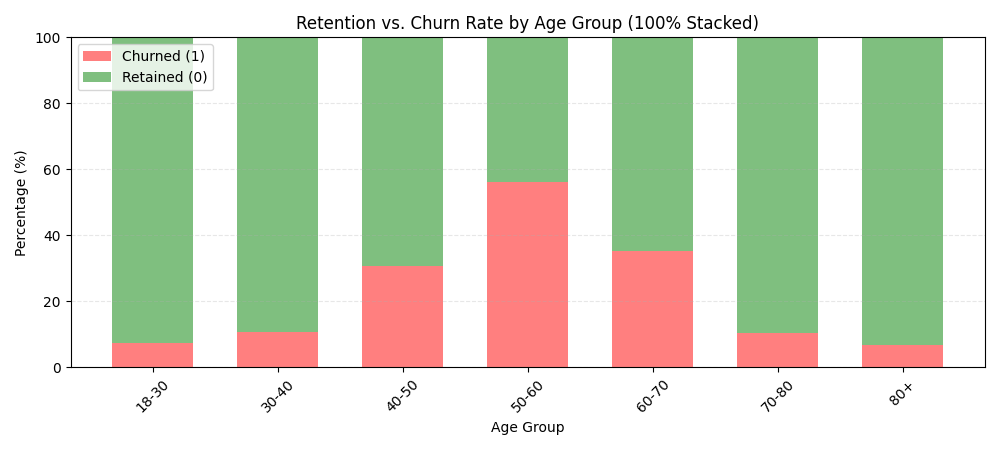 Retention vs. Churn Rate by Age Group (100% Stacked)
Churned (1)
Retained (0)
Percentage (%)
100
80
60
40
20
0
18-30
30-40
40-50
50-60
60-70
70-80
80+
Age Group